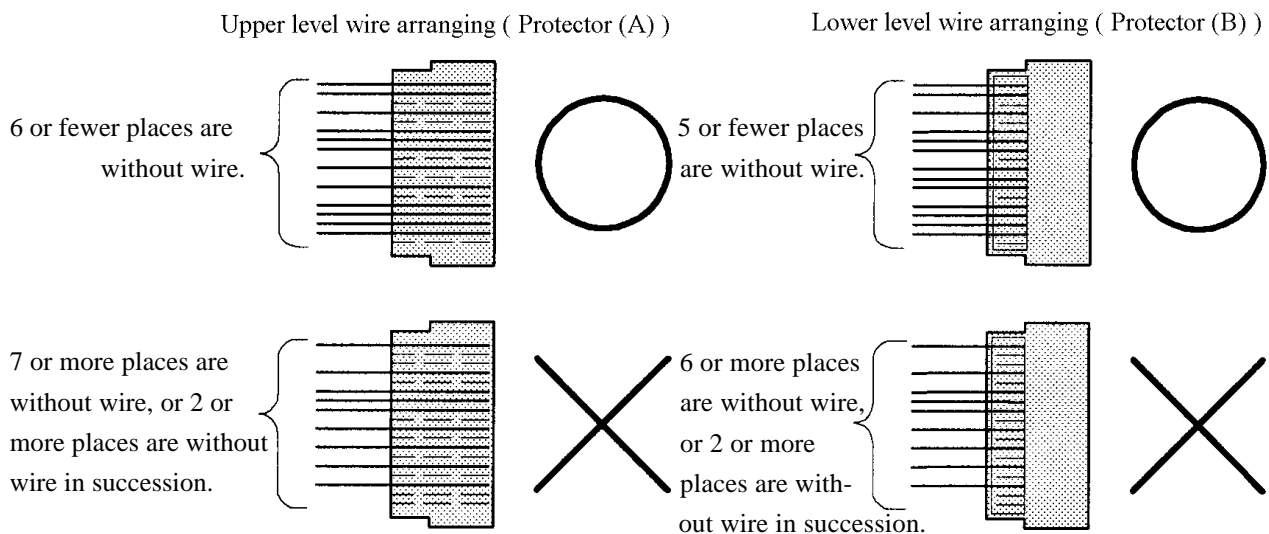 Upper level wire arranging ( Protector (A) )
Lower level wire arranging ( Protector (B) )
6 or fewer places are
without wire.
5 or fewer places
are without wire.
7 or more places are
without wire, or 2 or
more places are without
wire in succession.
6 or more places
are without wire,
or 2 or more
places are with-
out wire in succession.